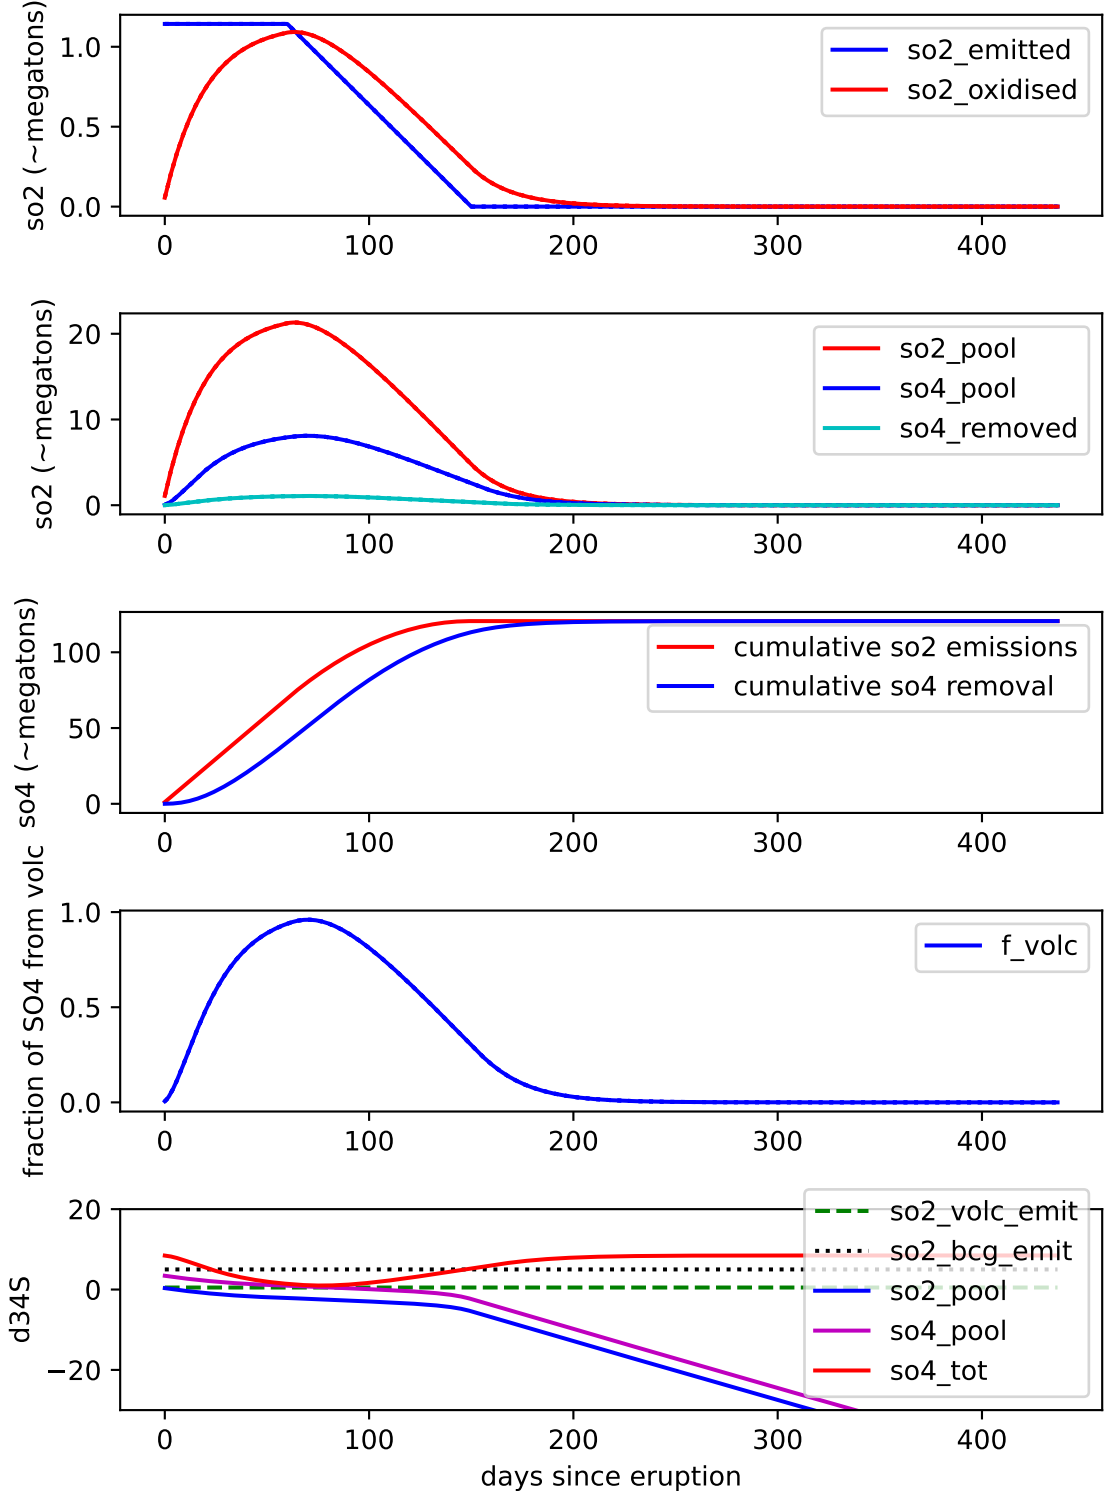 so2 (~megatons)
1.0
0.5
0.0
so2_emitted
so2_oxidised
0 100 200 300 400
so2 (~megatons)
20
10
0
so2_pool
so4_pool
so4_removed
0 100 200 300 400
so4 (~megatons)
100
50
0
cumulative so2 emissions
cumulative so4 removal
0 100 200 300 400
fraction of SO4 from volc
1.0
0.5
0.0
f_volc
0 100 200 300 400
d34S
20
0
−20
so2_volc_emit
so2_bcg_emit
so2_pool
so4_pool
so4_tot
0 100 200 300 400
days since eruption